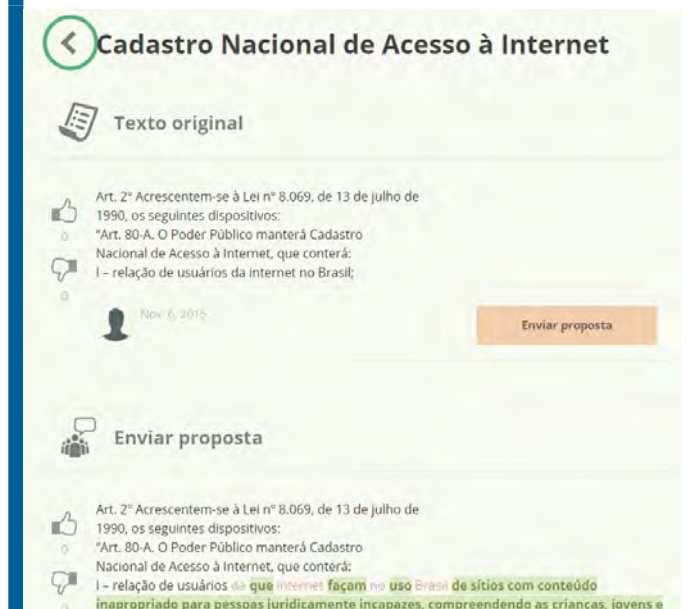 Cadastro Nacional de Acesso à Internet
Texto original
Art. 2º Acrescentem-se à Lei nº 8.069, de 13 de julho de
1990, os seguintes dispositivos:
0
"Art. 80-A. O Poder Público manterá Cadastro
Nacional de Acesso à Internet, que conterá:
I – relação de usuários da internet no Brasil;
0
Nov. 6, 2015
Enviar proposta
Enviar proposta
Art. 2º Acrescentem-se à Lei nº 8.069, de 13 de julho de
1990, os seguintes dispositivos:
0
"Art. 80-A. O Poder Público manterá Cadastro
Nacional de Acesso à Internet, que conterá:
I – relação de usuários da que internet façam no uso Brasil de sítios com conteúdo
0
inapropriado para pessoas juridicamente incapazes, compreendendo as crianças, jovens e